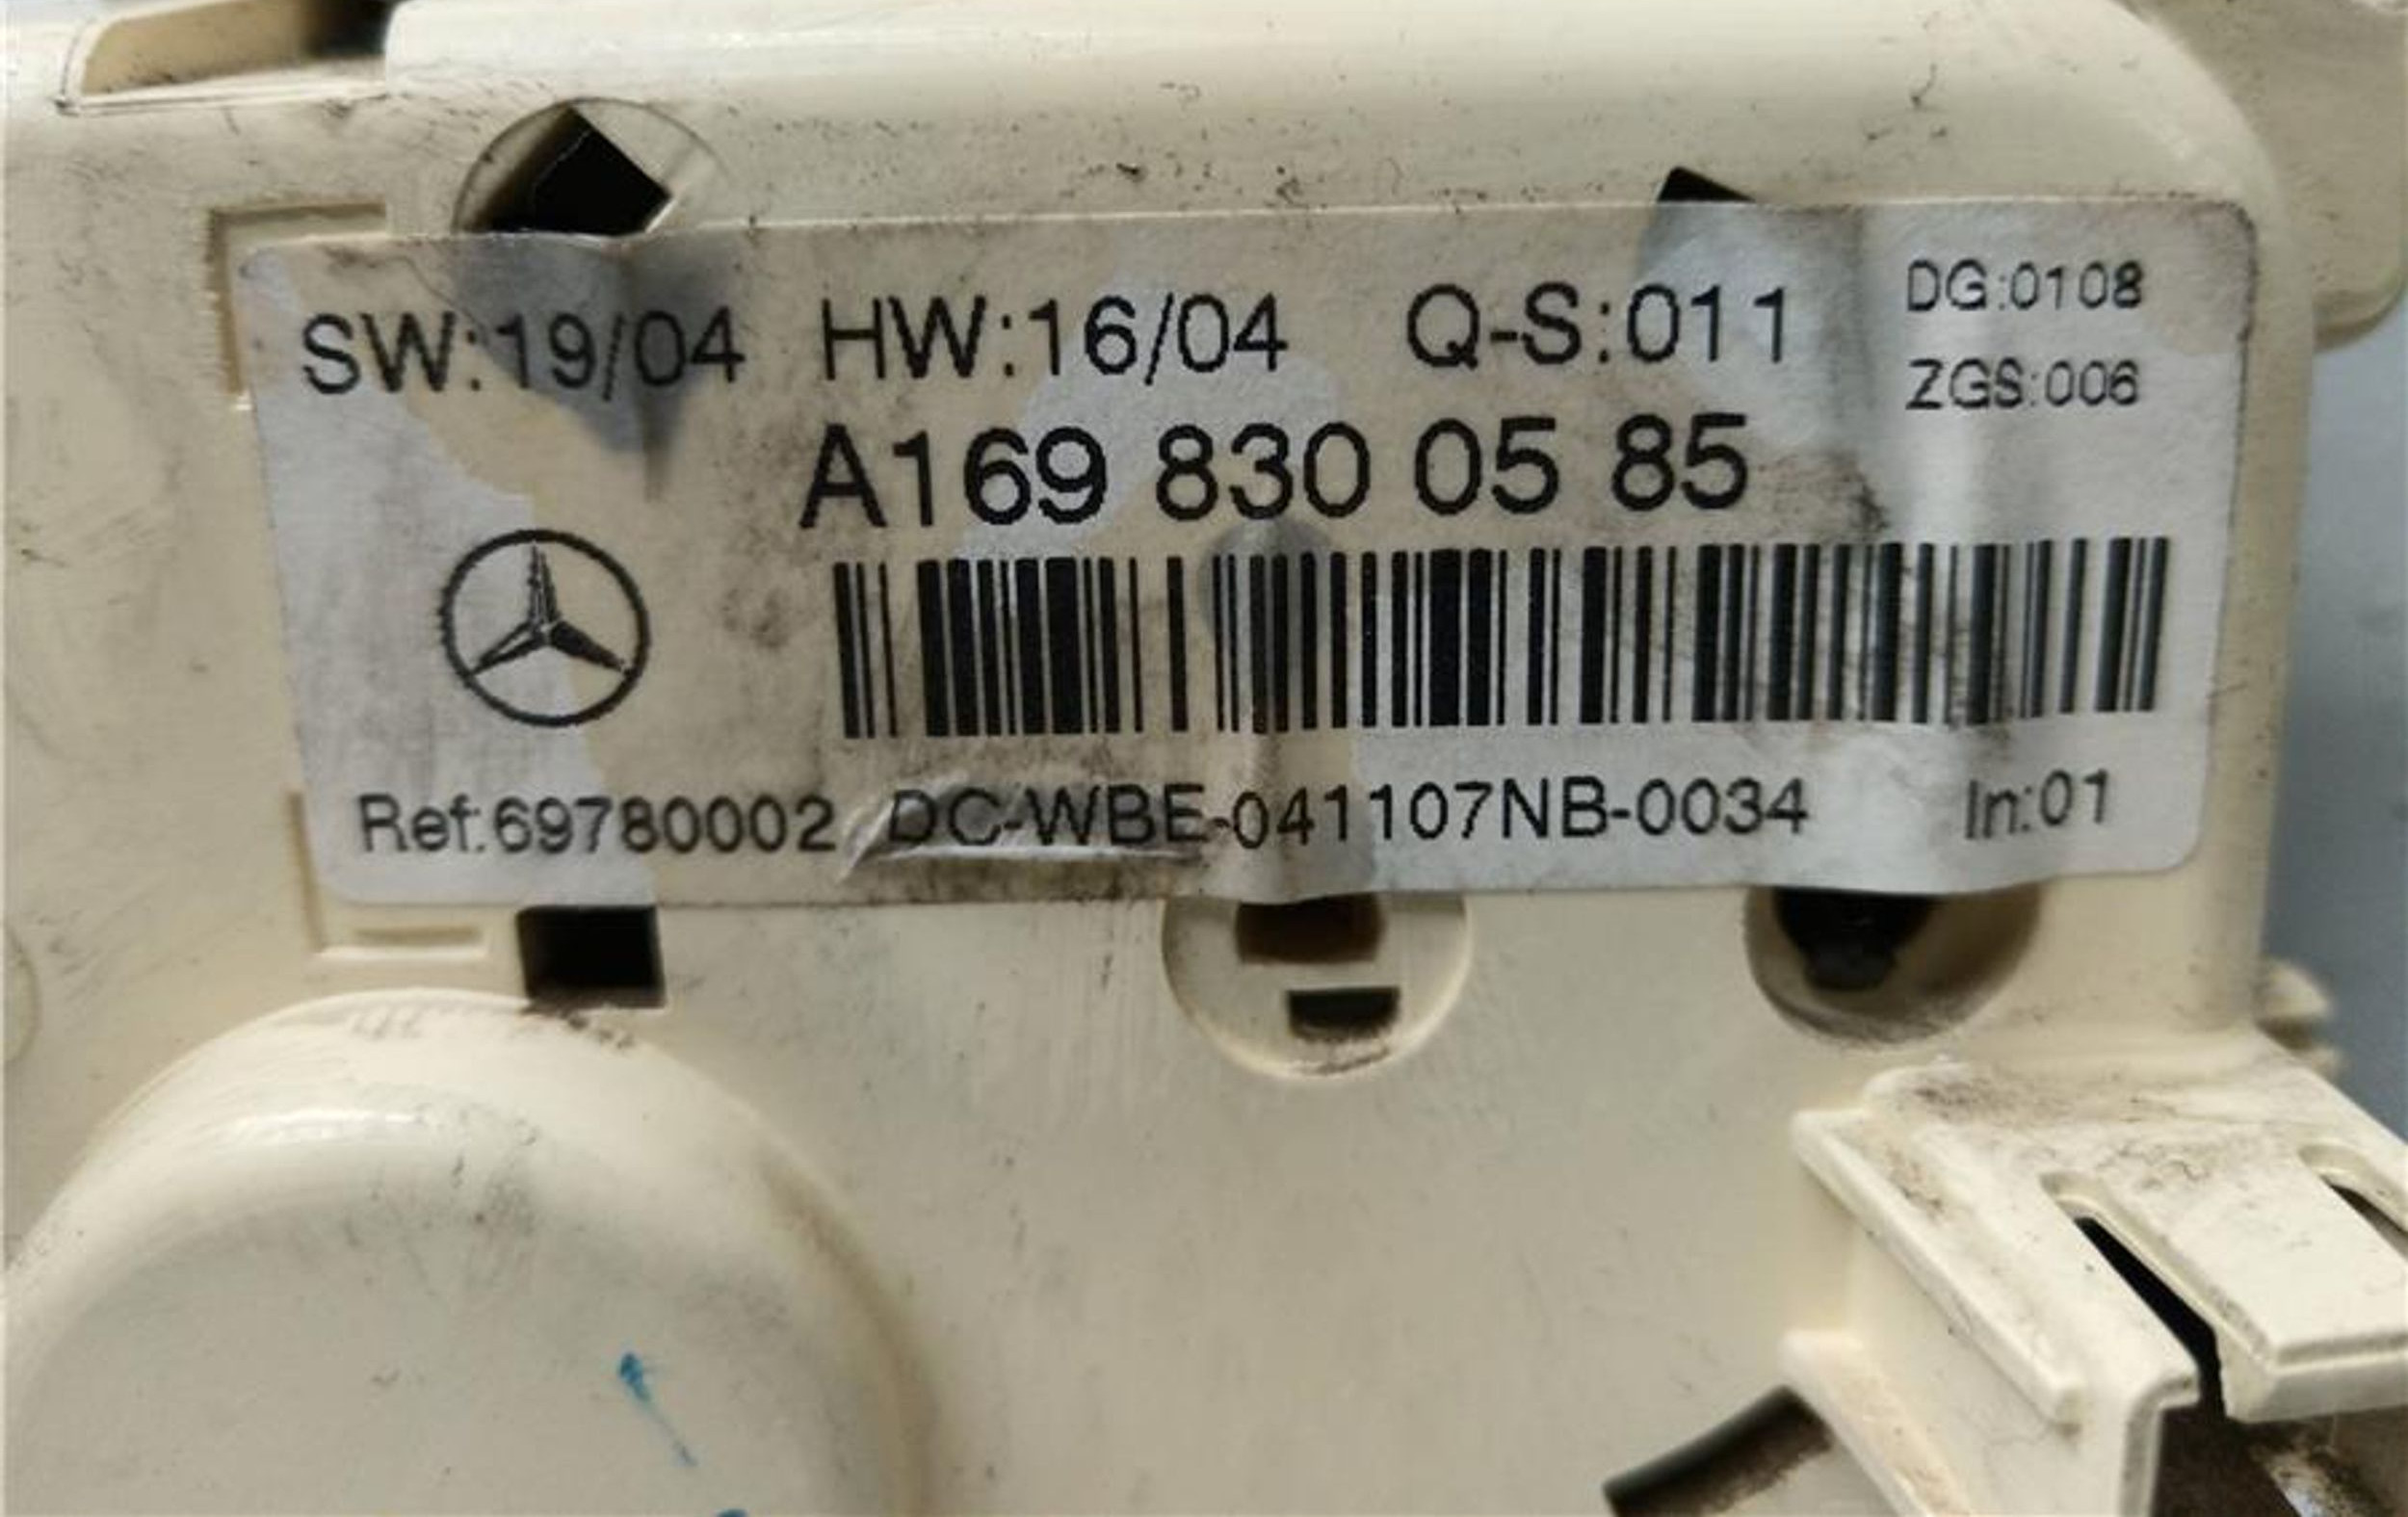 SW:19/04 HW:16/04 Q-S:011 DG:0108
ZGS:006
A169 830 05 85
Ref:69780002 DC-WBE-041107NB-0034 In:01